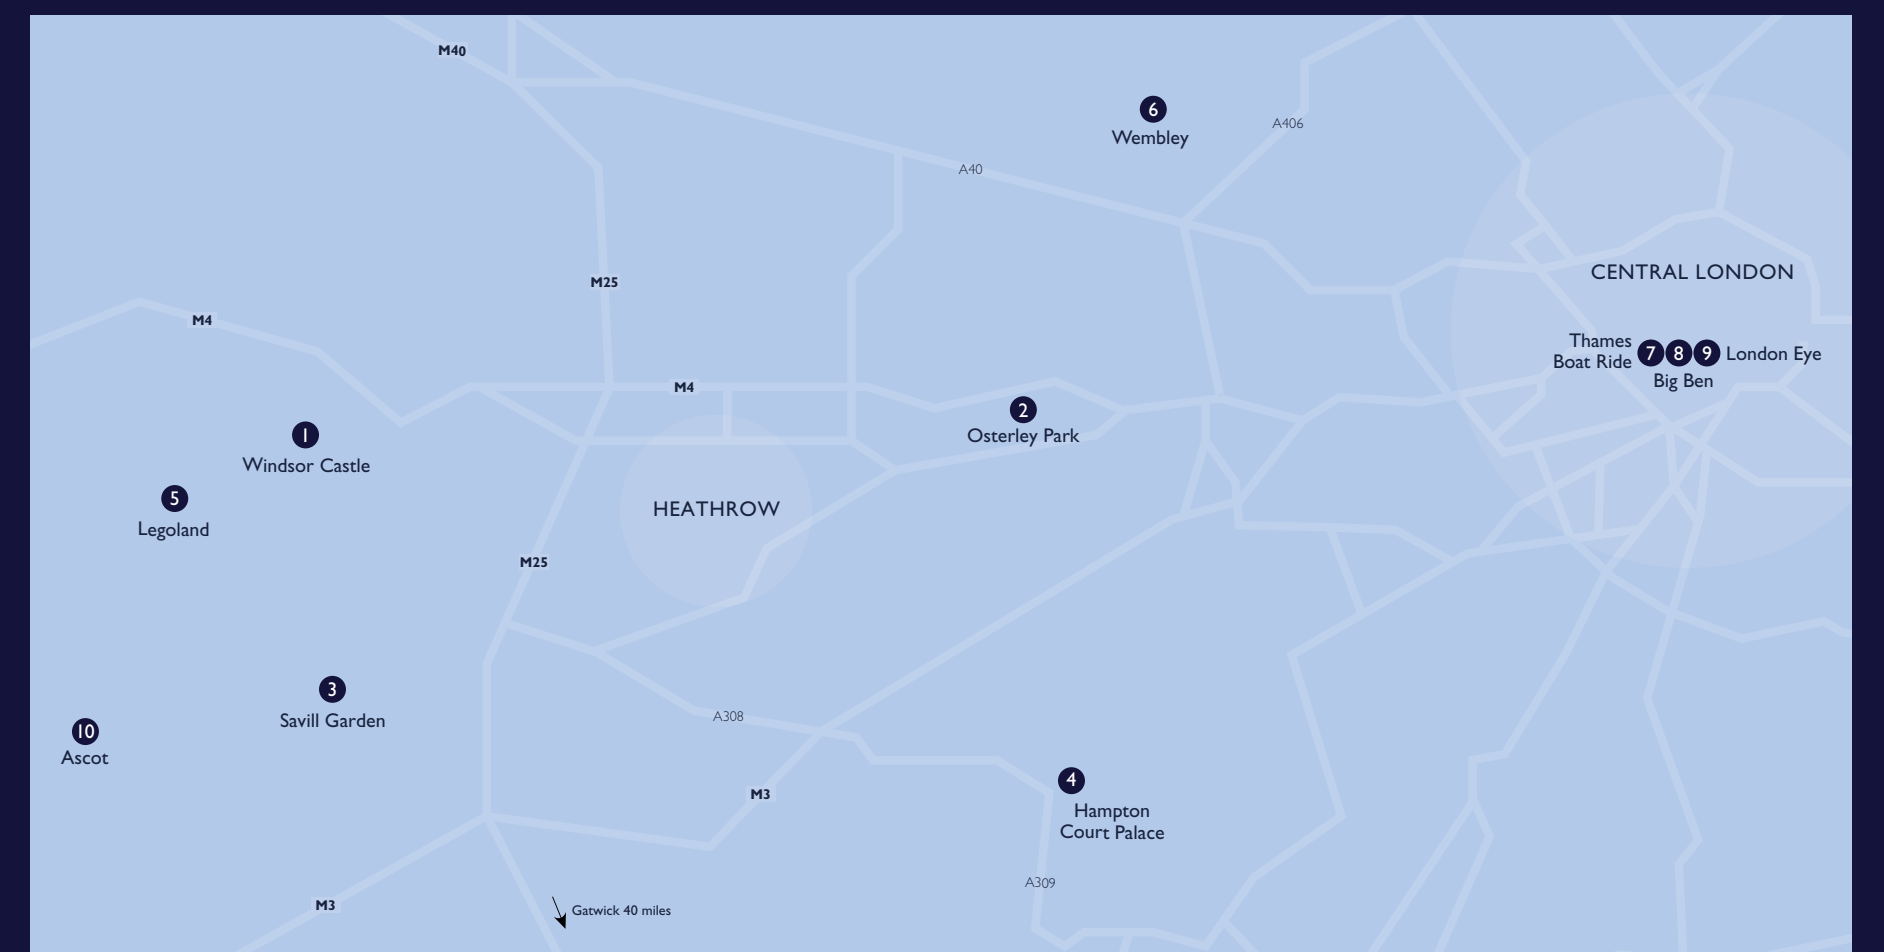 M40
6
Wembley
A406
A40
CENTRAL LONDON
M25
M4
Thames
Boat Ride
7
8
9
London Eye
Big Ben
M4
2
Osterley Park
1
Windsor Castle
HEATHROW
5
Legoland
M25
3
Savill Garden
A308
10
Ascot
4
Hampton
Court Palace
M3
A309
M3
Gatwick 40 miles